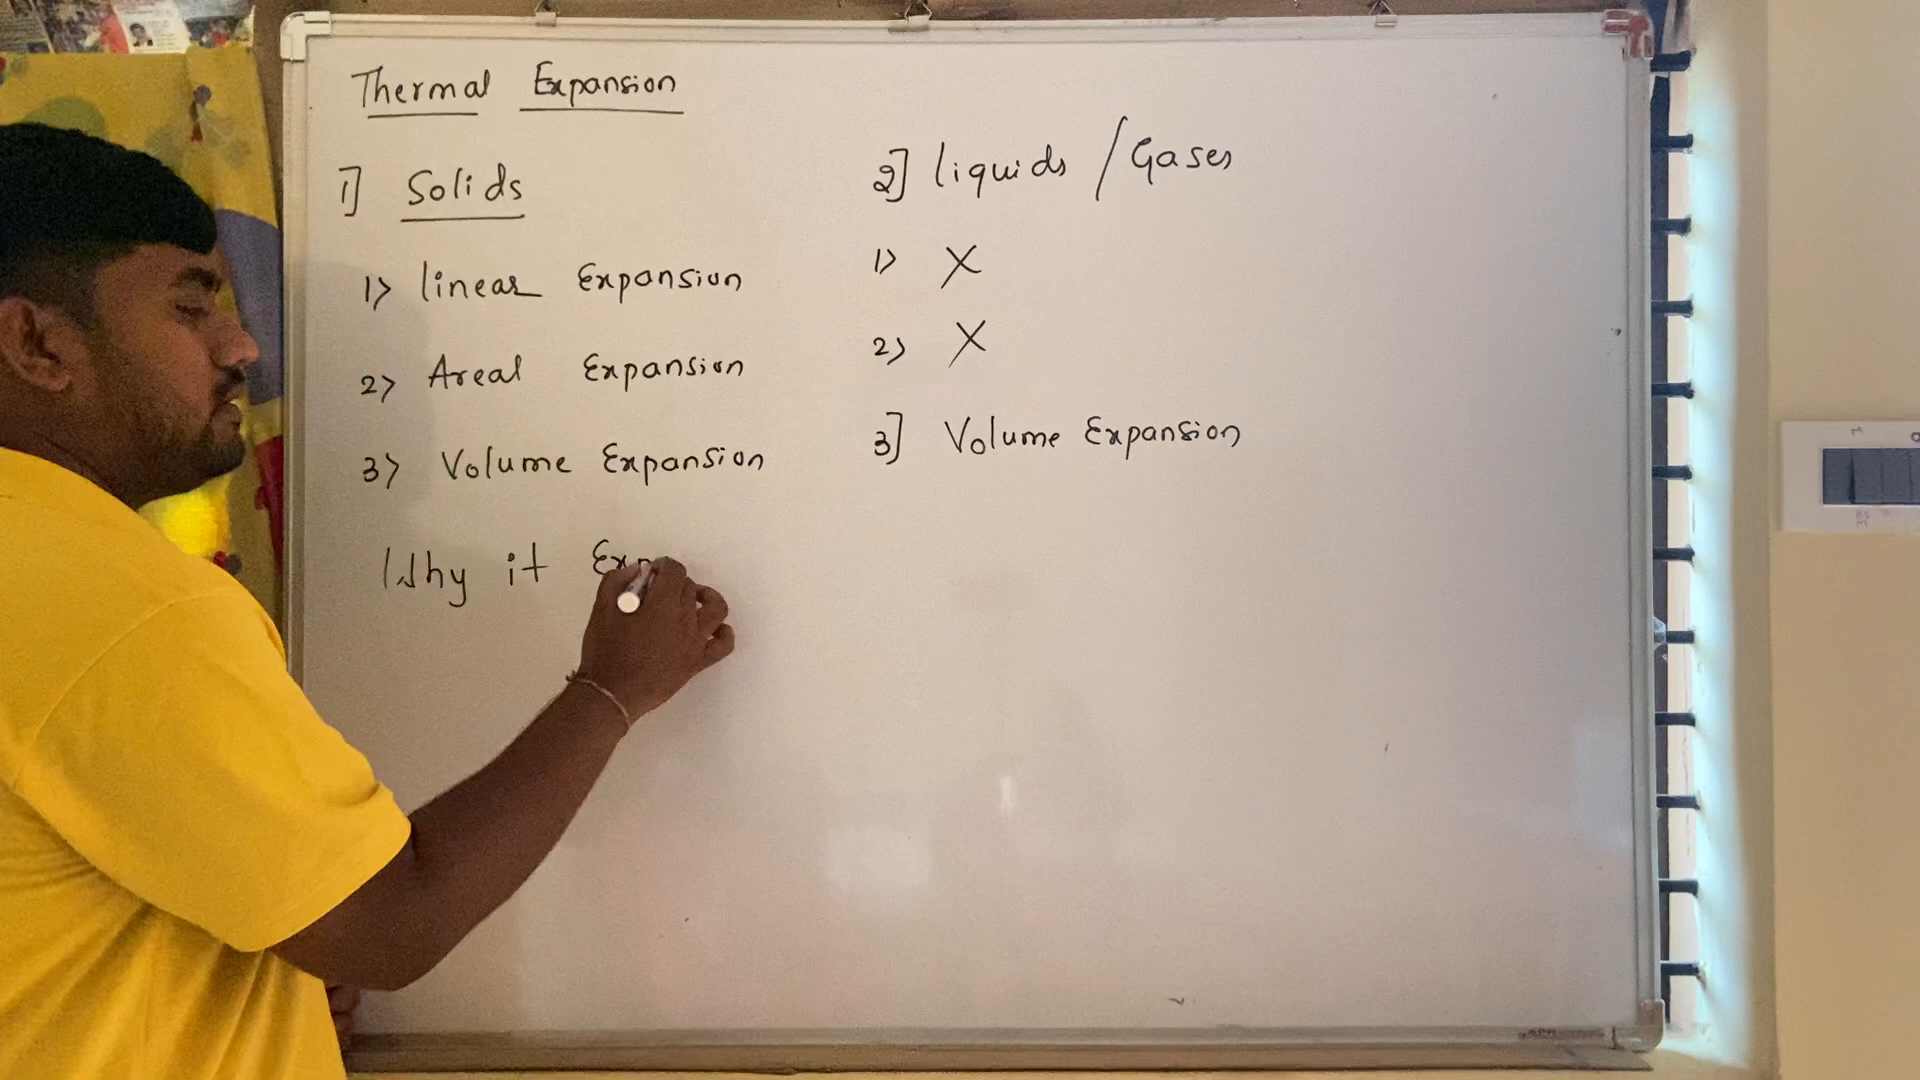 Thermal Expansion
1] Solids
1) linear Expansion
2) Areal Expansion
3) Volume Expansion
Why it
2] liquids / Gases
1) X
2) X
3] Volume Expansion